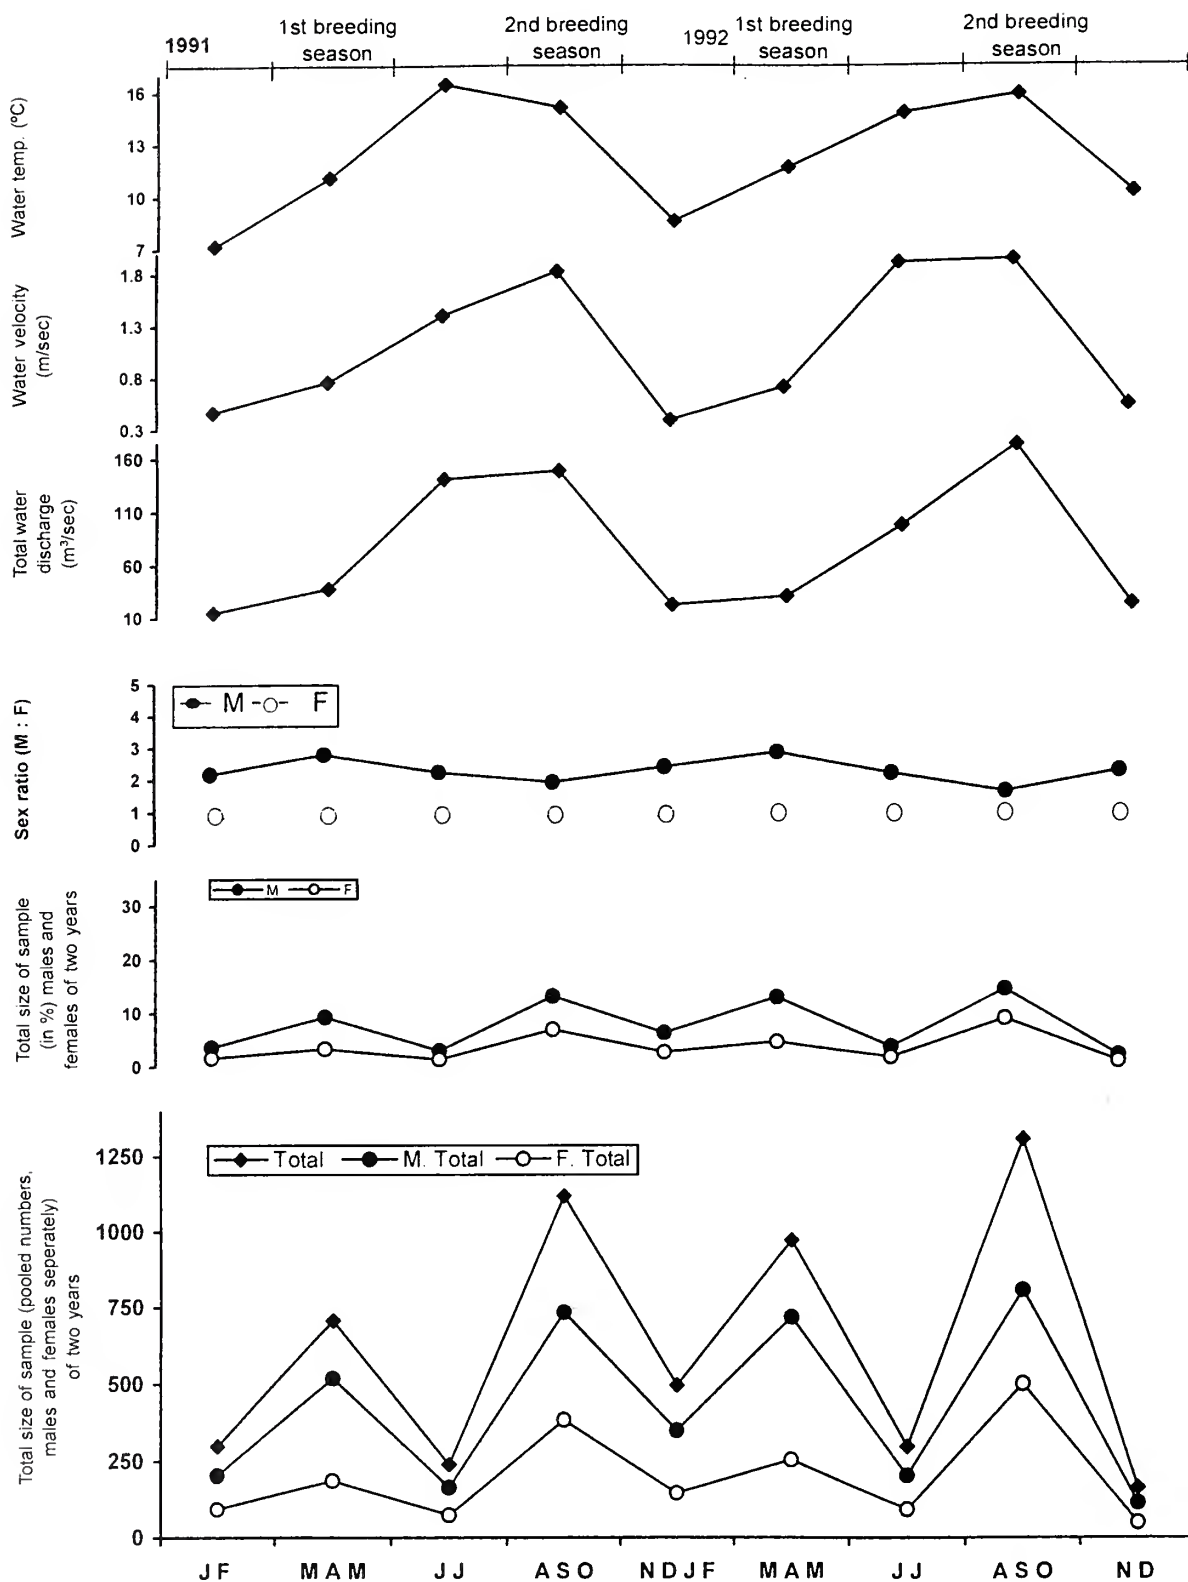 1991
1st breeding
season
2nd breeding
season
1992
1st breeding
season
2nd breeding
season
Water temp. (ºC)
16
13
10
7
Water velocity
(m/sec)
1.8
1.3
0.8
0.3
Total water
discharge
(m³/sec)
160
110
60
10
Sex ratio (M : F)
5
4
3
2
1
0
M F
Total size of sample
(in %) males and
females of two years
30
20
10
0
M F
Total size of sample (pooled numbers,
males and females seperately)
of two years
1250
1000
750
500
250
0
Total M. Total F. Total
J F M A M J J A S O N D J F M A M J J A S O N D